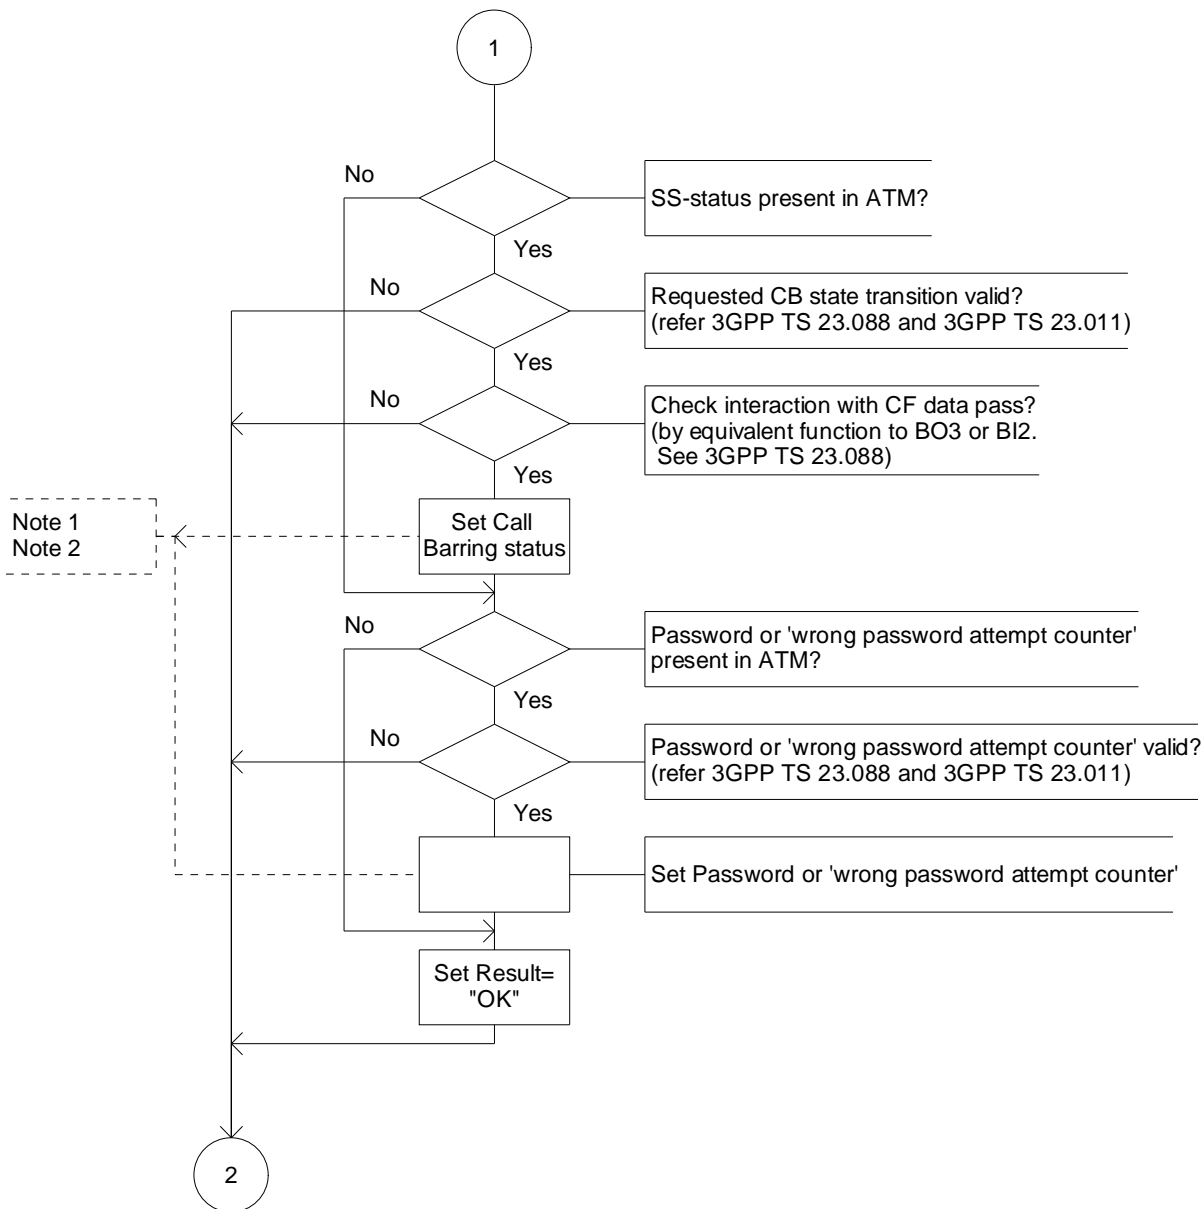 1
No
SS-status present in ATM?
Yes
No
Requested CB state transition valid?
(refer 3GPP TS 23.088 and 3GPP TS 23.011)
Yes
No
Check interaction with CF data pass?
(by equivalent function to BO3 or BI2.
See 3GPP TS 23.088)
Yes
Note 1
Note 2
Set Call
Barring status
No
Password or 'wrong password attempt counter'
present in ATM?
Yes
No
Password or 'wrong password attempt counter' valid?
(refer 3GPP TS 23.088 and 3GPP TS 23.011)
Yes
Set Password or 'wrong password attempt counter'
Set Result=
"OK"
2